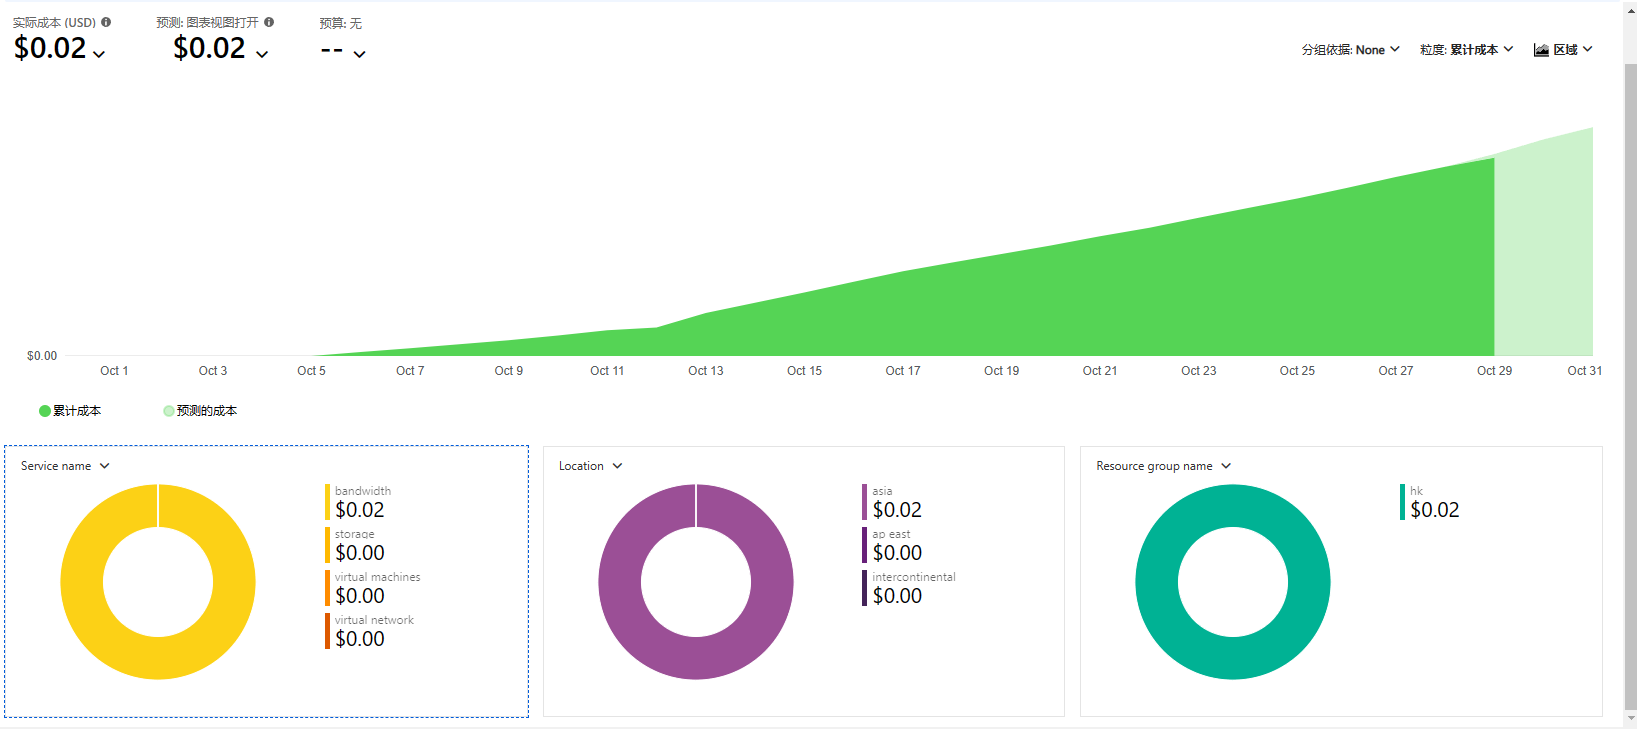 实际成本 (USD)
$0.02
预测: 图表视图打开
$0.02
预算: 无
--
分组依据: None
粒度: 累计成本
区域
$0.00
Oct 1 Oct 3 Oct 5 Oct 7 Oct 9 Oct 11 Oct 13 Oct 15 Oct 17 Oct 19 Oct 21 Oct 23 Oct 25 Oct 27 Oct 29 Oct 31
累计成本
预测的成本
Service name
bandwidth
$0.02
storage
$0.00
virtual machines
$0.00
virtual network
$0.00
Location
asia
$0.02
ap east
$0.00
intercontinental
$0.00
Resource group name
hk
$0.02